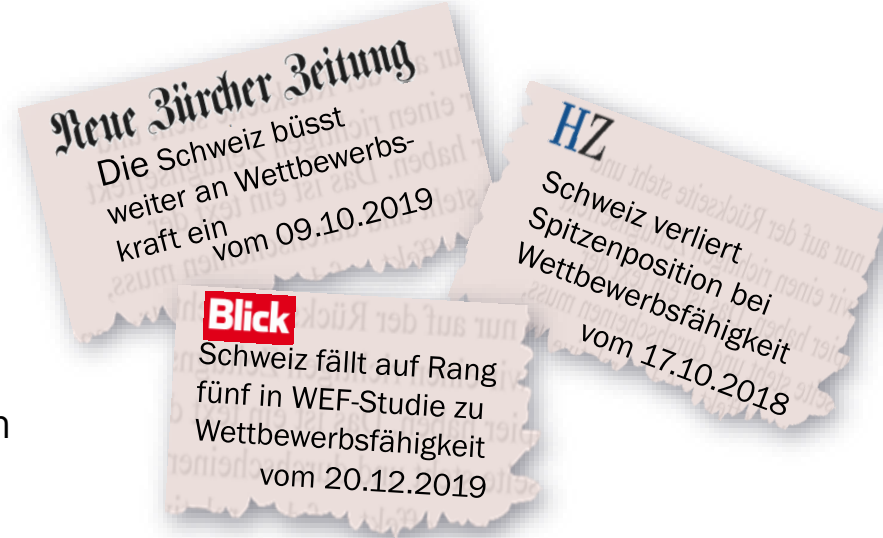 Neue Zürcher Zeitung
Die Schweiz büsst
weiter an Wettbewerbs-
kraft ein
vom 09.10.2019
HZ
Schweiz verliert
Spitzenposition bei
Wettbewerbsfähigkeit
vom 17.10.2018
Blick
Schweiz fällt auf Rang
fünf in WEF-Studie zu
Wettbewerbsfähigkeit
vom 20.12.2019
n